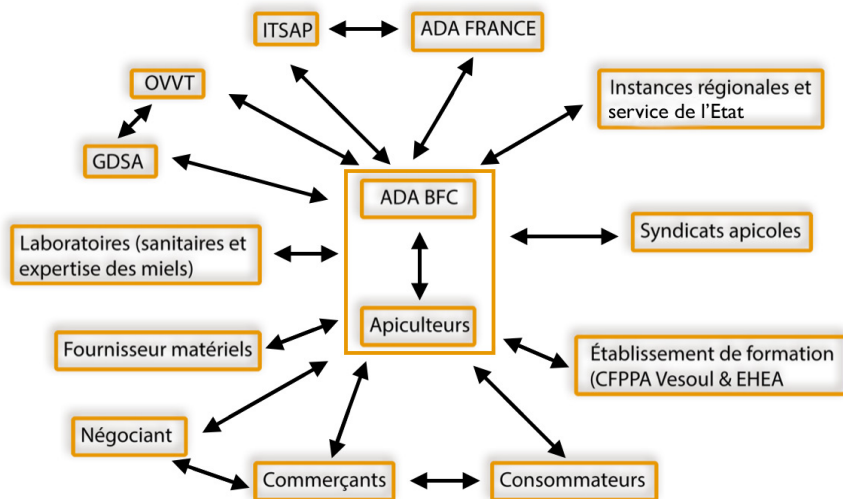 ITSAP
ADA FRANCE
OVVT
Instances régionales et
service de l'Etat
GDSA
ADA BFC
Laboratoires (sanitaires et
expertise des miels)
Syndicats apicoles
Apiculteurs
Fournisseur matériels
Établissement de formation
(CFPPA Vesoul & EHEA
Négociant
Commerçants
Consommateurs